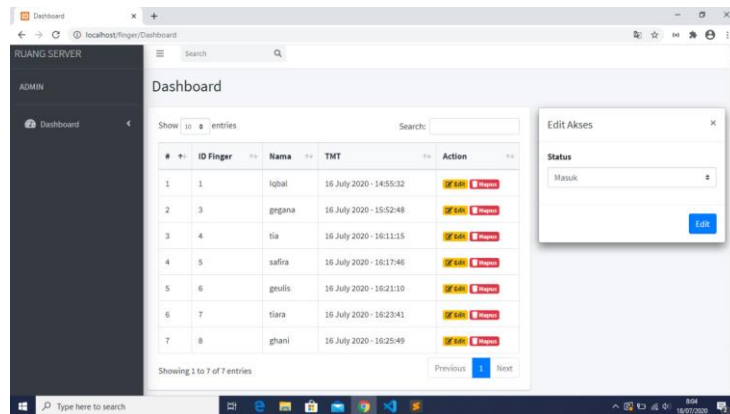 Dashboard
localhost/finger/Dashboard
RUANG SERVER
Search
ADMIN
Dashboard
Dashboard
Show 10 entries
Search:
# ID Finger Nama TMT Action
1 1 Iqbal 16 July 2020 - 14:55:32 Edit Hapus
2 3 gegana 16 July 2020 - 15:52:48 Edit Hapus
3 4 tia 16 July 2020 - 16:11:15 Edit Hapus
4 5 safira 16 July 2020 - 16:17:46 Edit Hapus
5 6 geulis 16 July 2020 - 16:21:10 Edit Hapus
6 7 tiara 16 July 2020 - 16:23:41 Edit Hapus
7 8 ghani 16 July 2020 - 16:25:49 Edit Hapus
Showing 1 to 7 of 7 entries
Previous 1 Next
Edit Akses
Status
Masuk
Edit
Type here to search
8:04
18/07/2020